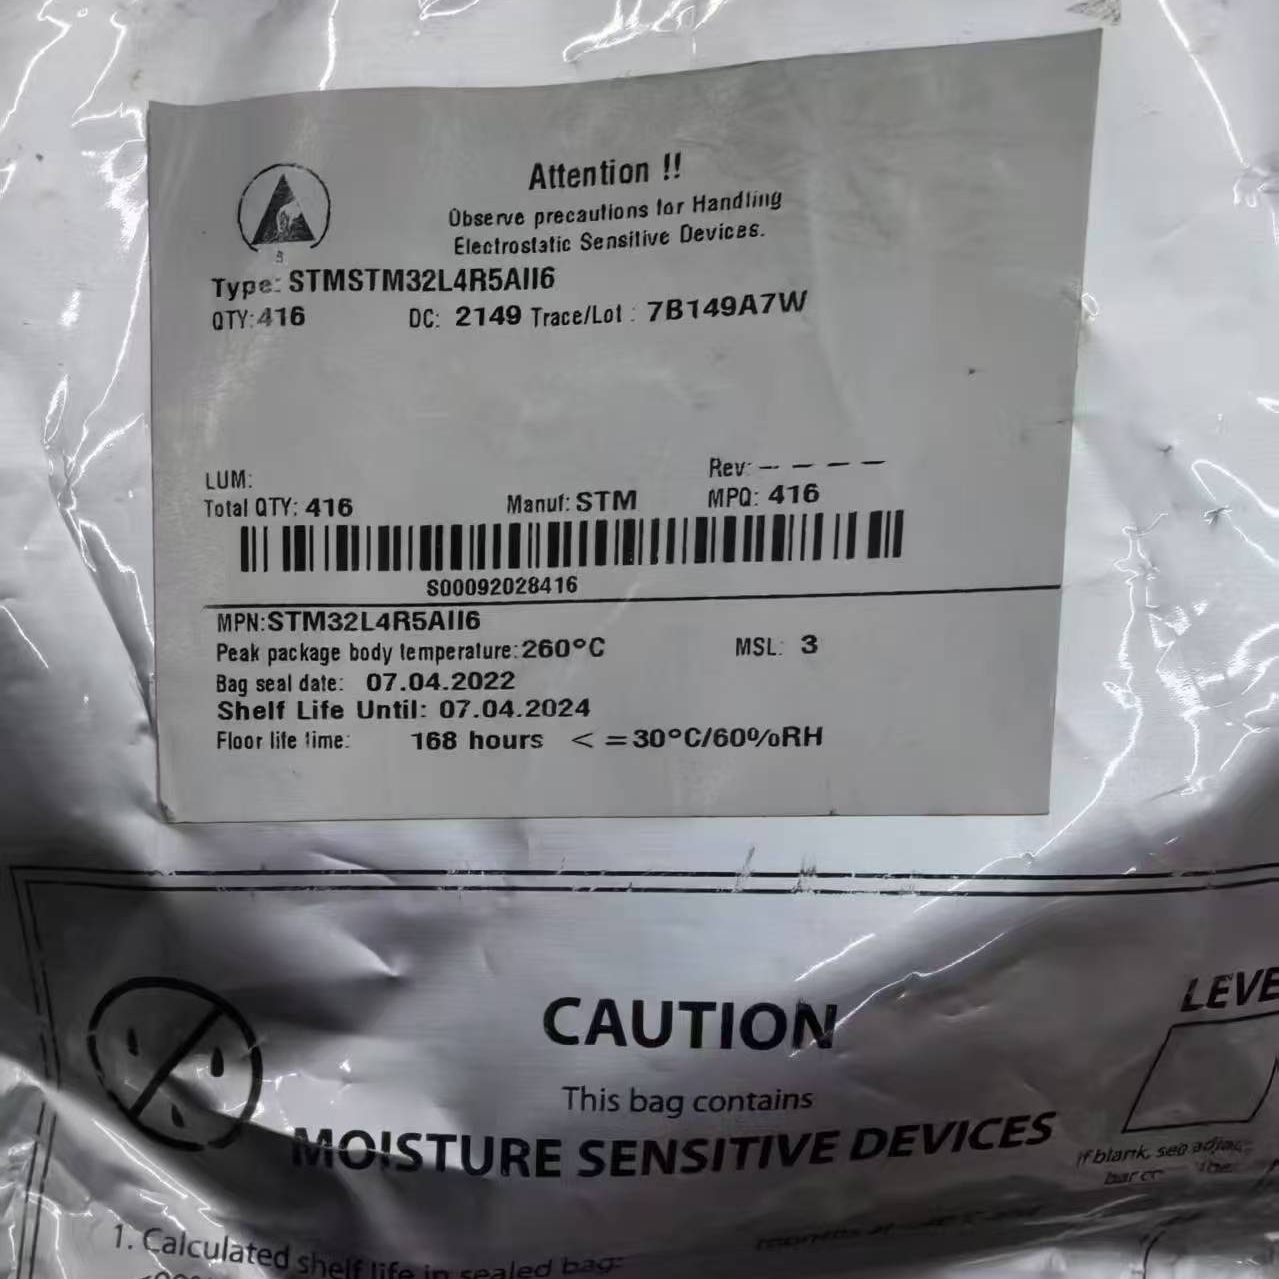 Attention !!
Observe precautions for Handling
Electrostatic Sensitive Devices.
Type: STMSTM32L4R5AII6
QTY:416 DC: 2149 Trace/Lot : 7B149A7W
LUM: Rev: – – – –
Total QTY: 416 Manuf: STM MPQ: 416
S00092028416
MPN:STM32L4R5AII6
Peak package body temperature:260°C MSL: 3
Bag seal date: 07.04.2022
Shelf Life Until: 07.04.2024
Floor life time: 168 hours < =30°C/60%RH
CAUTION
LEVE
This bag contains
MOISTURE SENSITIVE DEVICES
If blank, see
bar
1. Calculated shelf life in sealed bag: